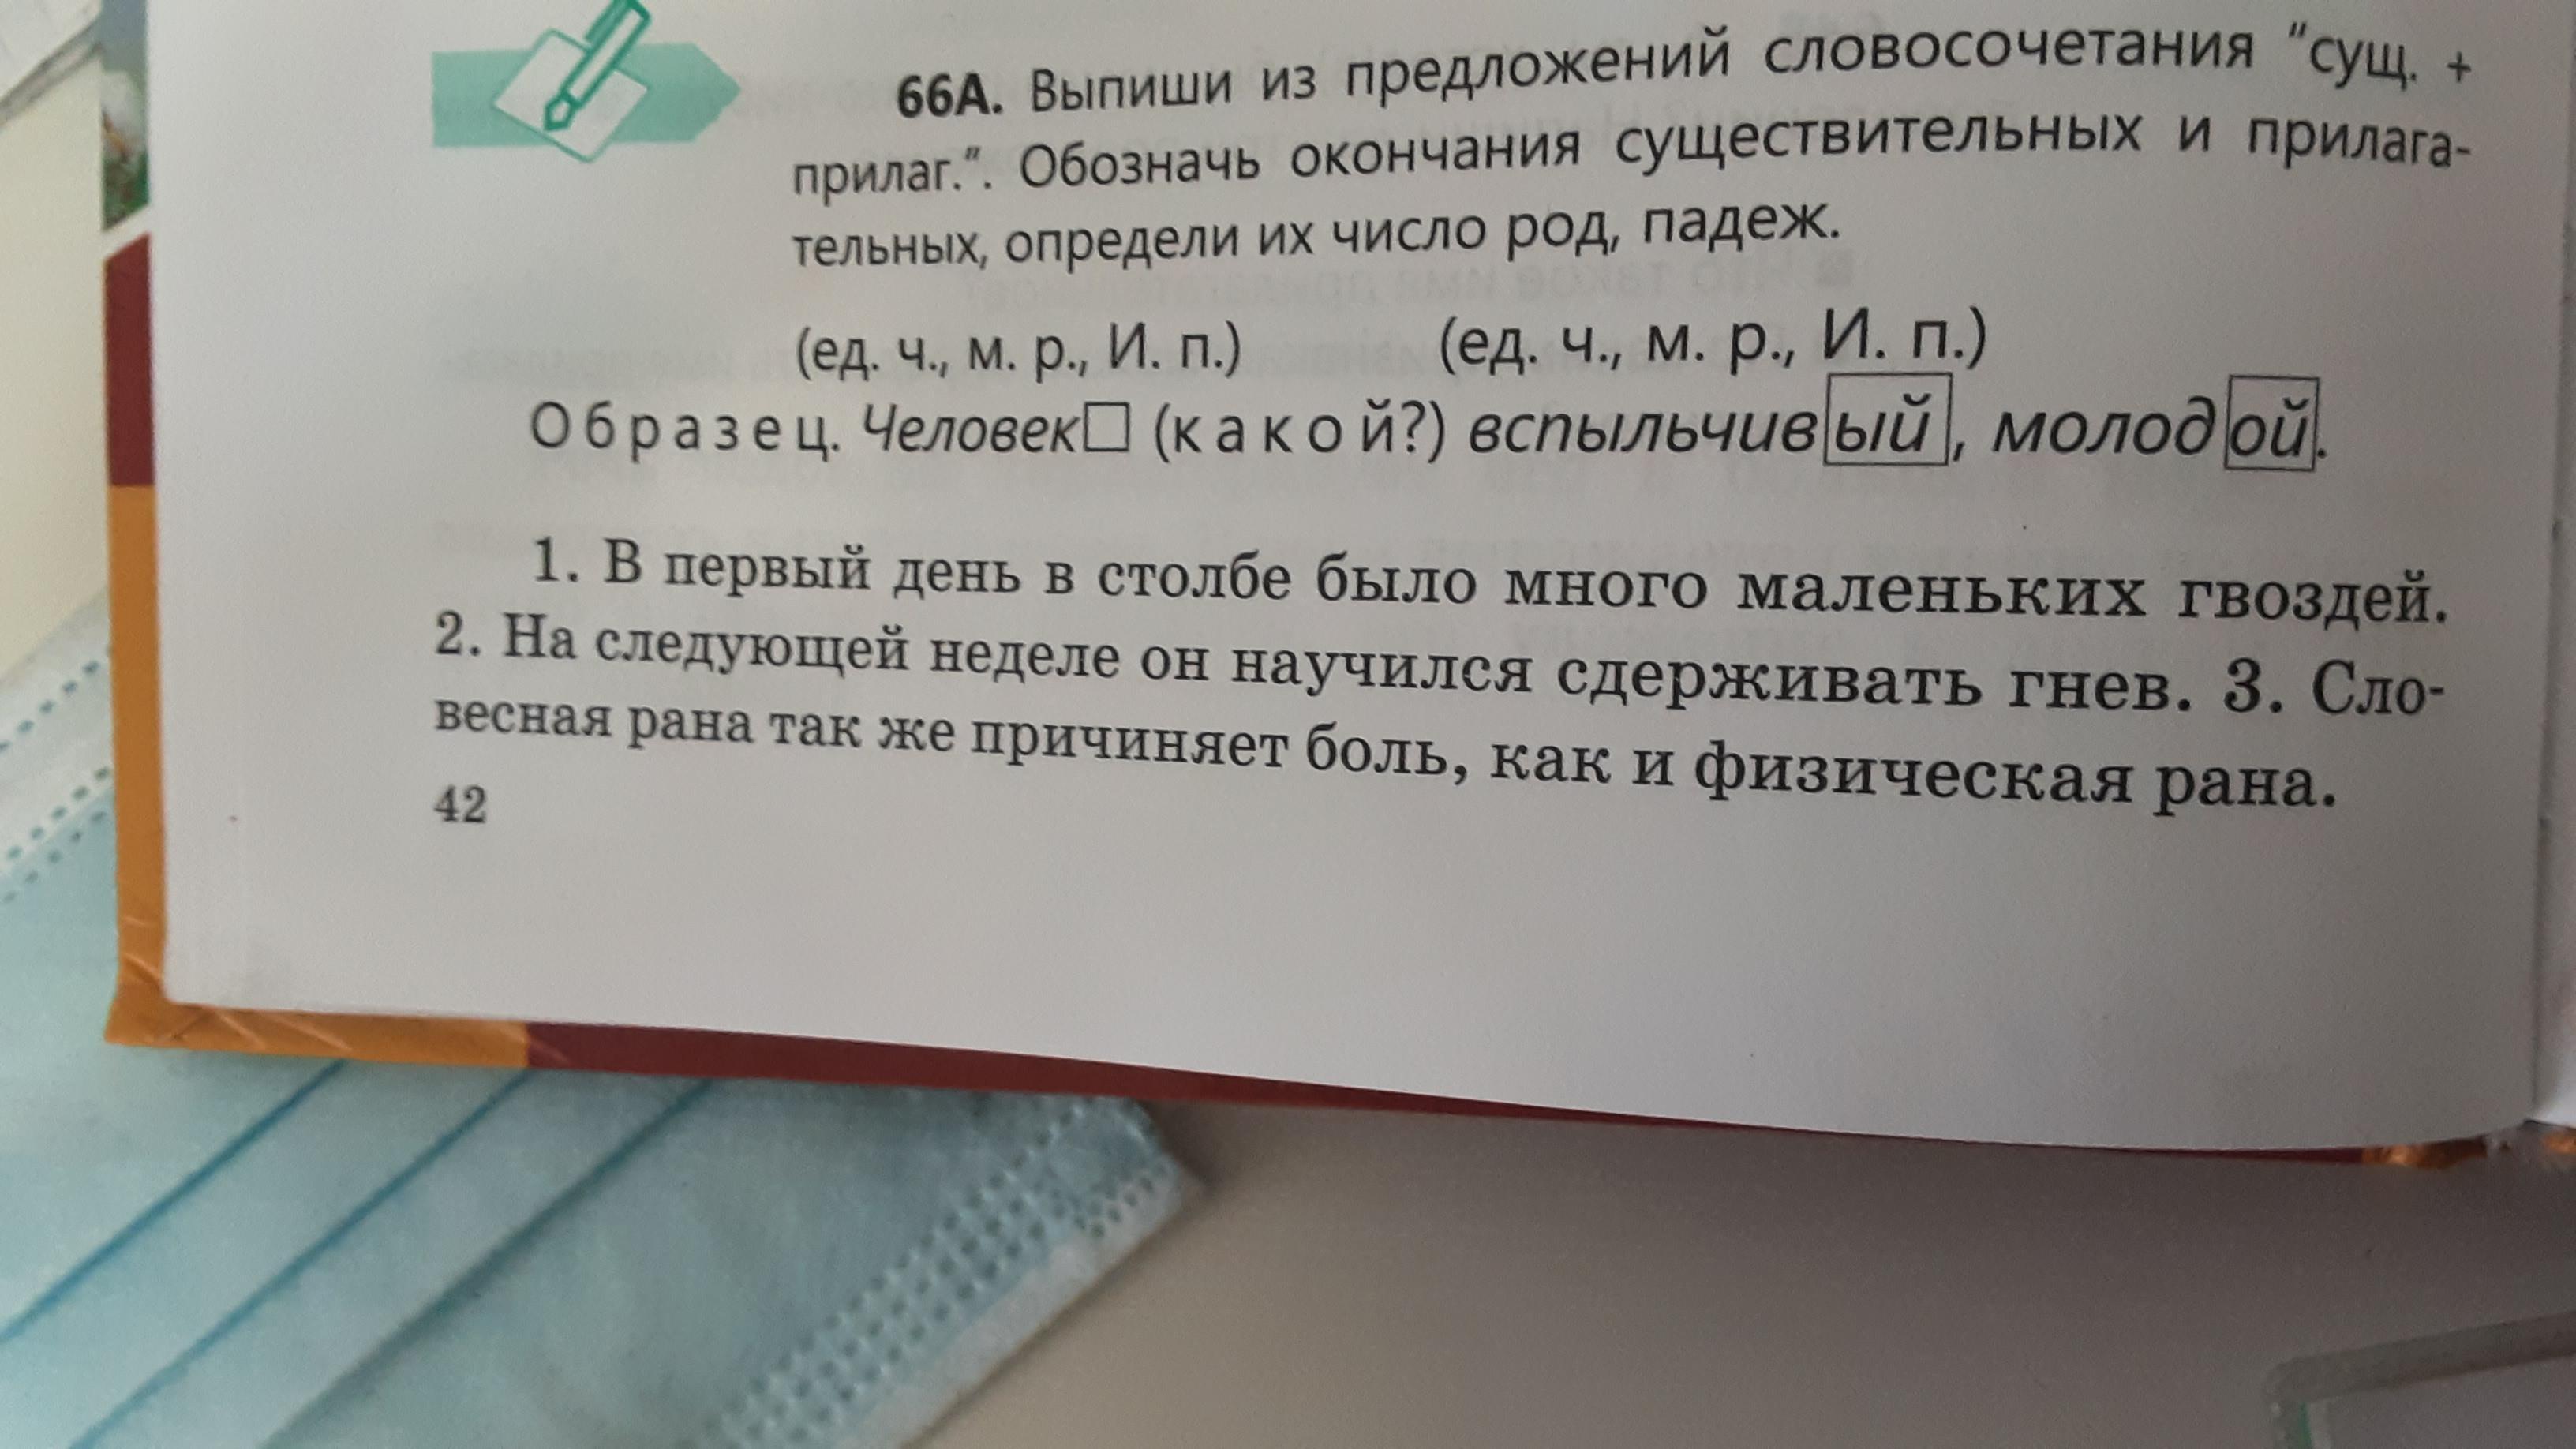 66А. Выпиши из предложений словосочетания "сущ. +
прилаг.". Обозначь окончания существительных и прилага-
тельных, определи их число род, падеж.
(ед. ч., м. р., И. п.) (ед. ч., м. р., И. п.)
Образец. Человек□ (какой?) вспыльчивый, молодой.
1. В первый день в столбе было много маленьких гвоздей.
2. На следующей неделе он научился сдерживать гнев. 3. Сло-
весная рана так же причиняет боль, как и физическая рана.
42